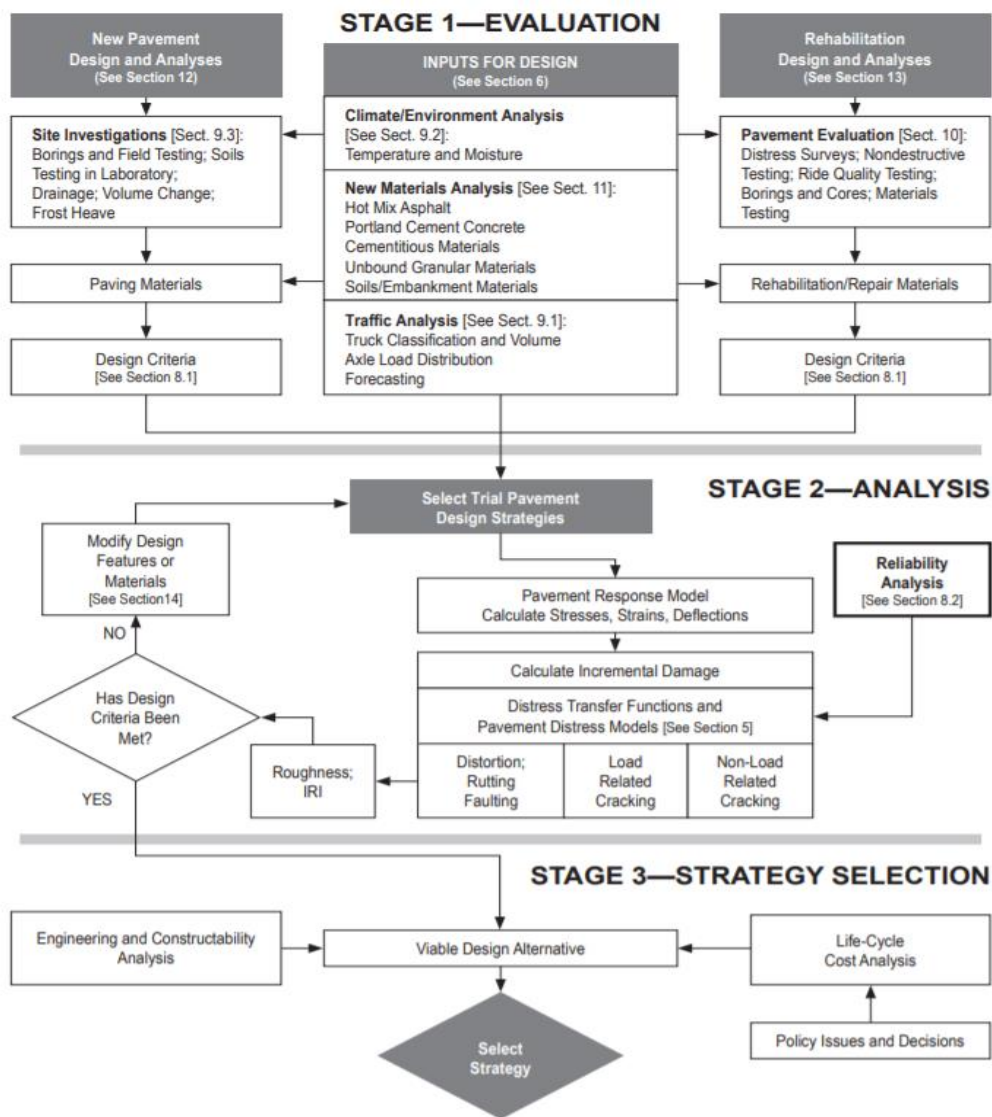 STAGE 1—EVALUATION
New Pavement
Design and Analyses
(See Section 12)
Site Investigations [Sect. 9.3]:
Borings and Field Testing; Soils
Testing in Laboratory;
Drainage; Volume Change;
Frost Heave
Paving Materials
Design Criteria
[See Section 8.1]
INPUTS FOR DESIGN
(See Section 6)
Climate/Environment Analysis
[See Sect. 9.2]:
Temperature and Moisture
New Materials Analysis [See Sect. 11]:
Hot Mix Asphalt
Portland Cement Concrete
Cementitious Materials
Unbound Granular Materials
Soils/Embankment Materials
Traffic Analysis [See Sect. 9.1]:
Truck Classification and Volume
Axle Load Distribution
Forecasting
Rehabilitation
Design and Analyses
(See Section 13)
Pavement Evaluation [Sect. 10]:
Distress Surveys; Nondestructive
Testing; Ride Quality Testing;
Borings and Cores; Materials
Testing
Rehabilitation/Repair Materials
Design Criteria
[See Section 8.1]
STAGE 2—ANALYSIS
Select Trial Pavement
Design Strategies
Modify Design
Features or
Materials
[See Section14]
NO
Has Design
Criteria Been
Met?
YES
Reliability
Analysis
[See Section 8.2]
Pavement Response Model
Calculate Stresses, Strains, Deflections
Calculate Incremental Damage
Distress Transfer Functions and
Pavement Distress Models [See Section 5]
Distortion;
Rutting
Faulting
Load
Related
Cracking
Non-Load
Related
Cracking
Roughness;
IRI
STAGE 3—STRATEGY SELECTION
Engineering and Constructability
Analysis
Viable Design Alternative
Life-Cycle
Cost Analysis
Policy Issues and Decisions
Select
Strategy